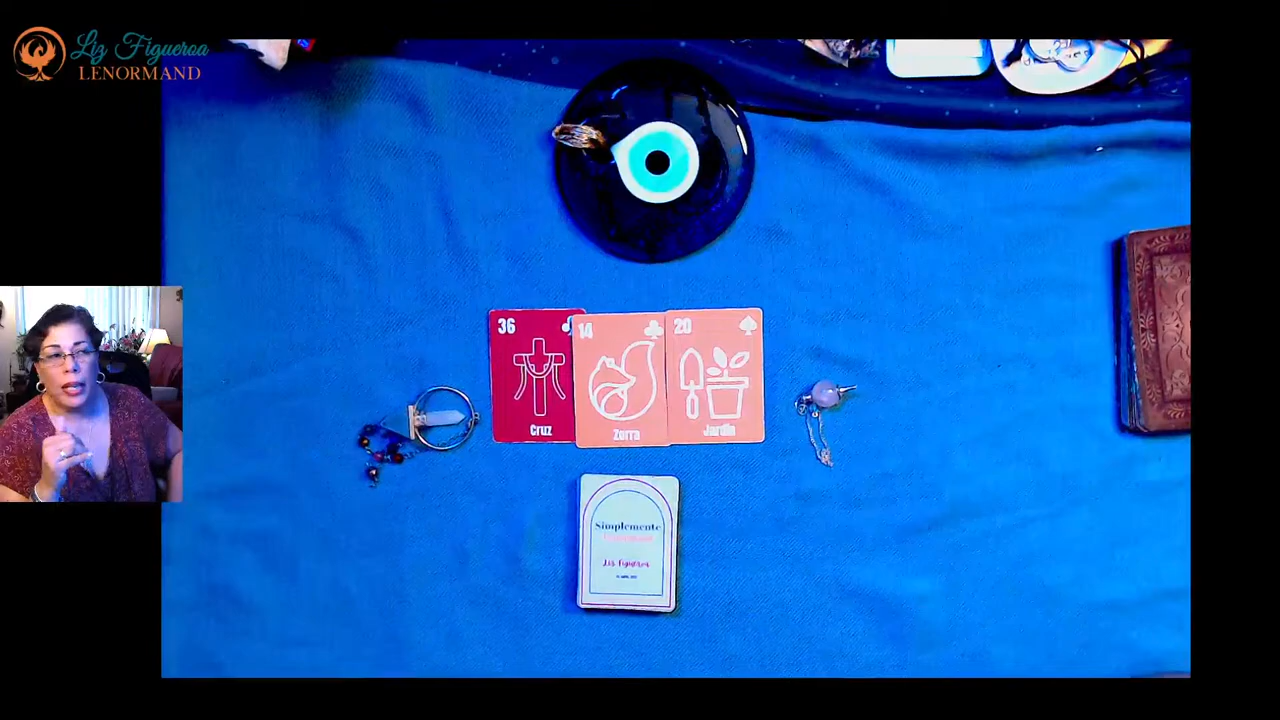 Liz Figueroa
LENORMAND
36
Cruz
14
Zorra
20
Jardín
Simplemente
Liz Figueroa